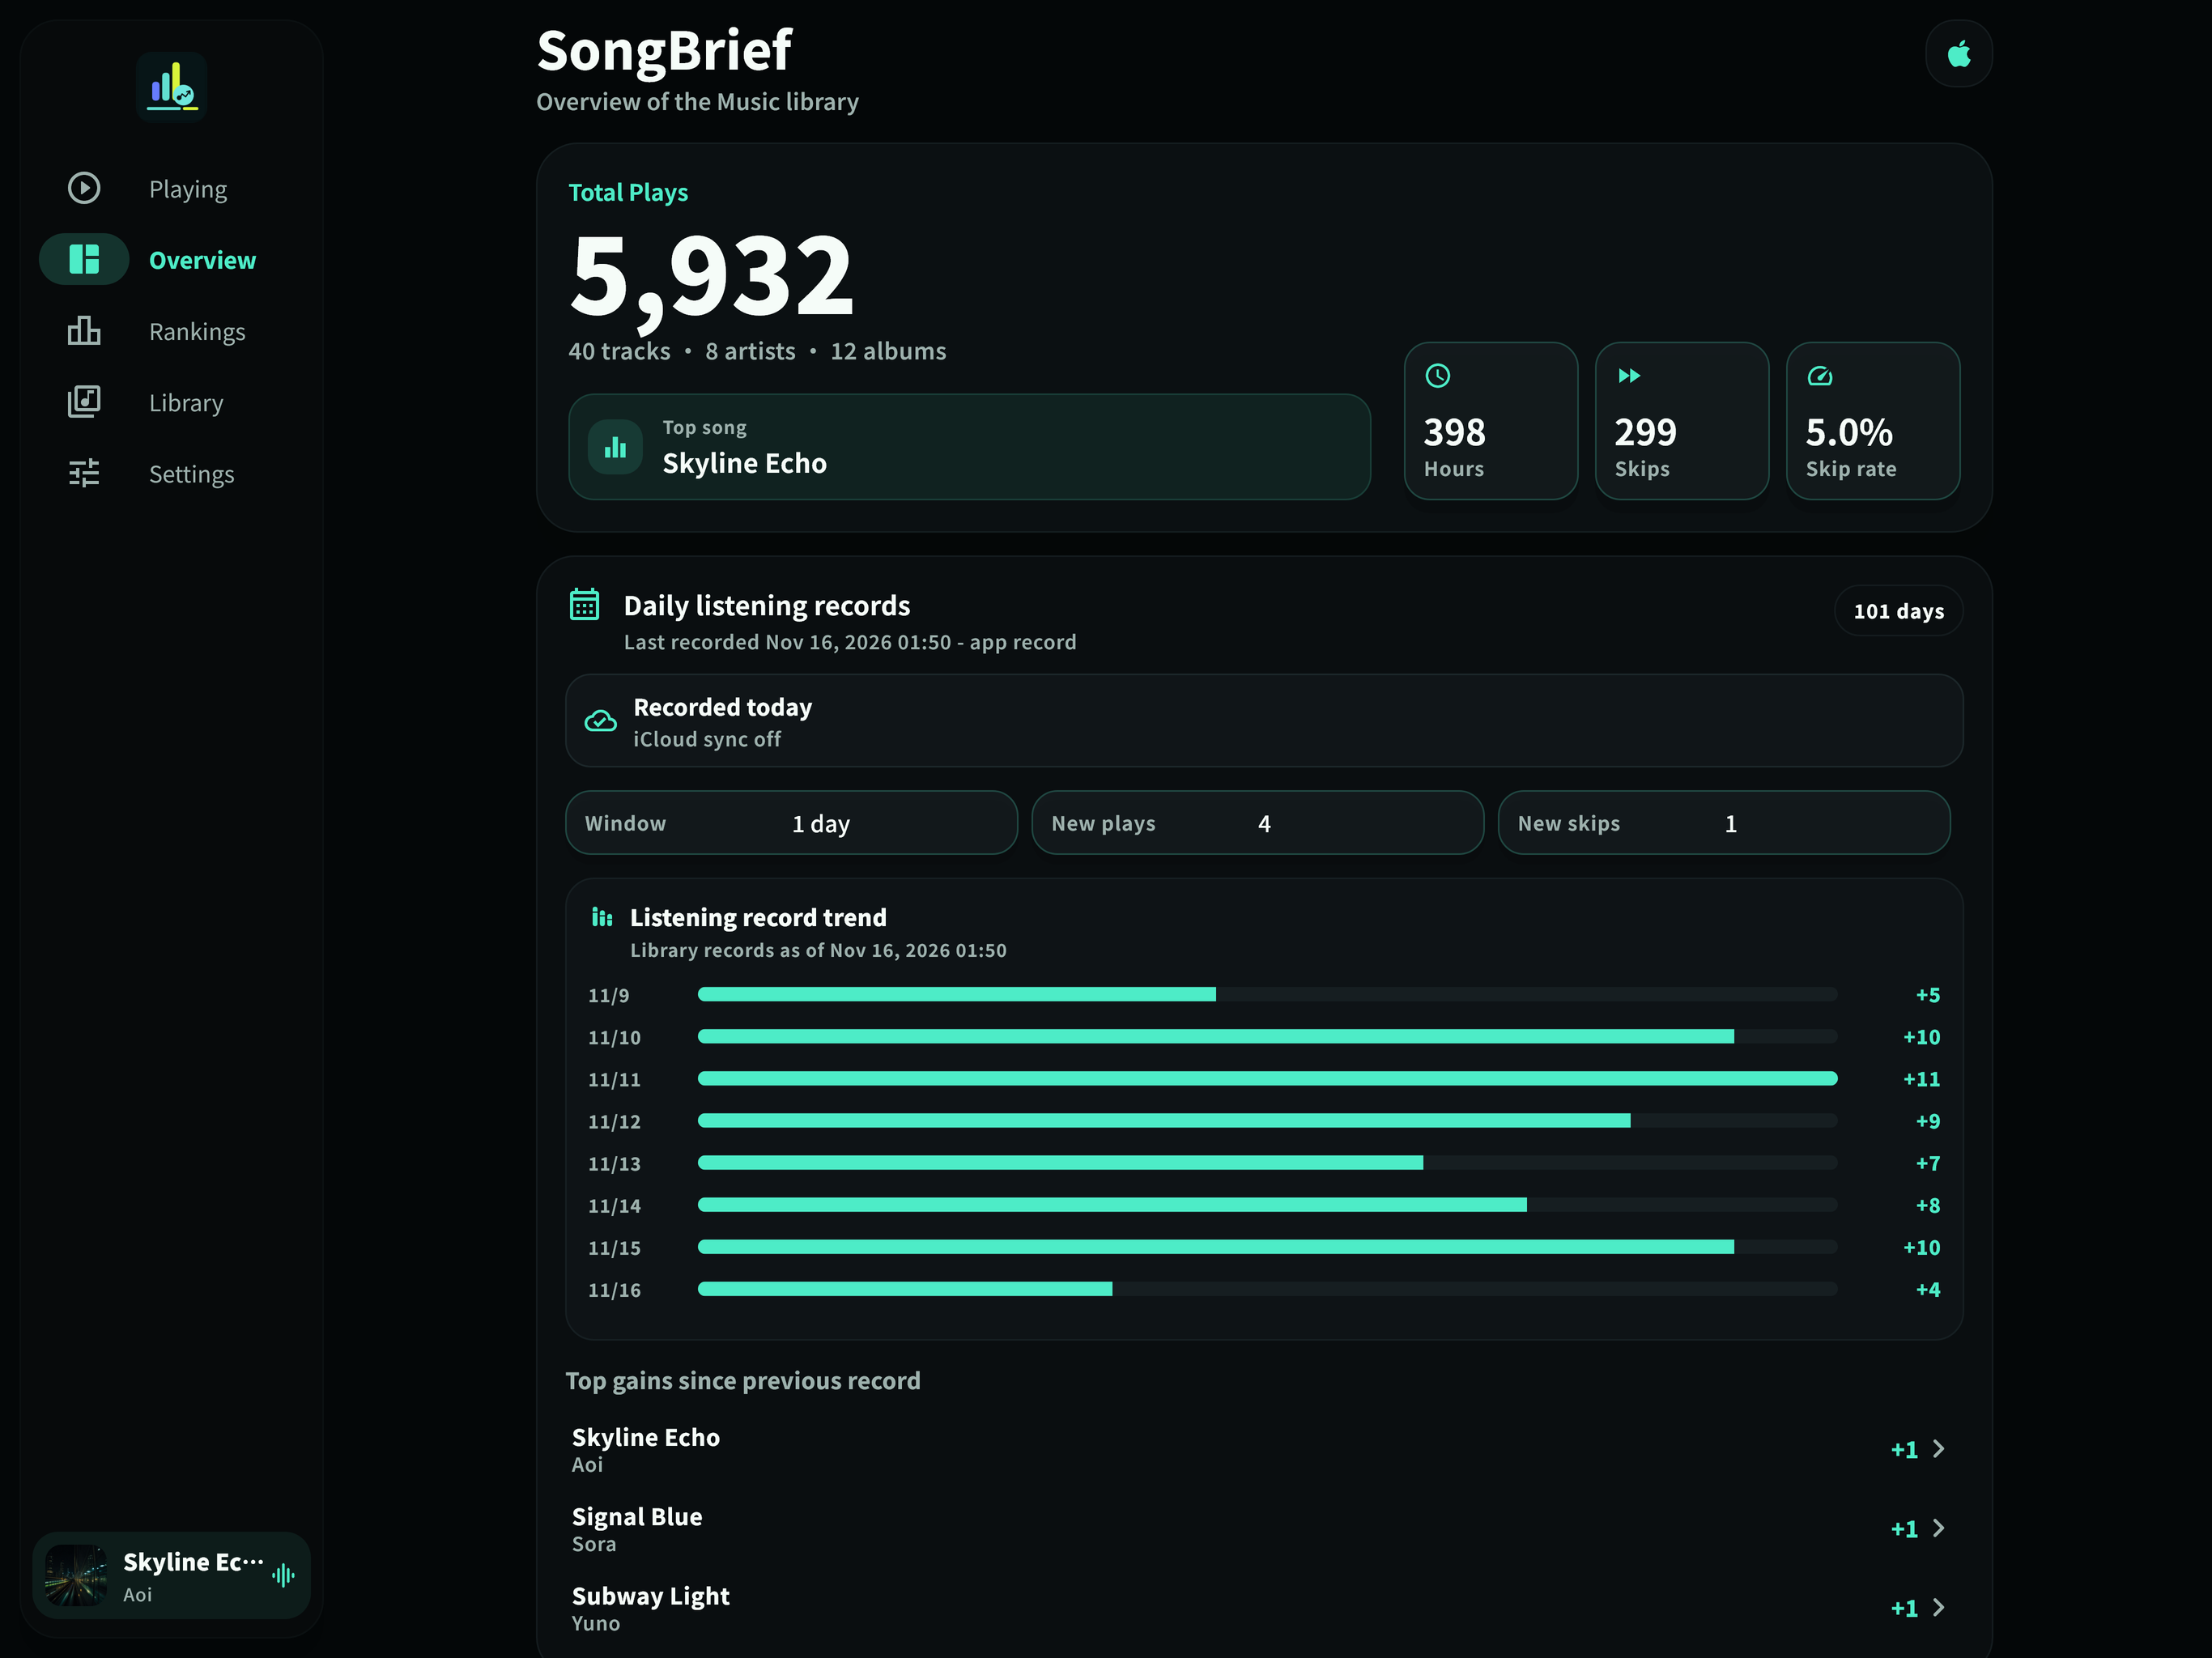 SongBrief
Overview of the Music library
Playing
Overview
Rankings
Library
Settings
Total Plays
5,932
40 tracks • 8 artists • 12 albums
Top song
Skyline Echo
398
Hours
299
Skips
5.0%
Skip rate
Daily listening records
Last recorded Nov 16, 2026 01:50 - app record
101 days
Recorded today
iCloud sync off
Window 1 day
New plays 4
New skips 1
Listening record trend
Library records as of Nov 16, 2026 01:50
11/9 +5
11/10 +10
11/11 +11
11/12 +9
11/13 +7
11/14 +8
11/15 +10
11/16 +4
Top gains since previous record
Skyline Echo
Aoi
+1
Signal Blue
Sora
+1
Subway Light
Yuno
+1
Skyline Ec···
Aoi